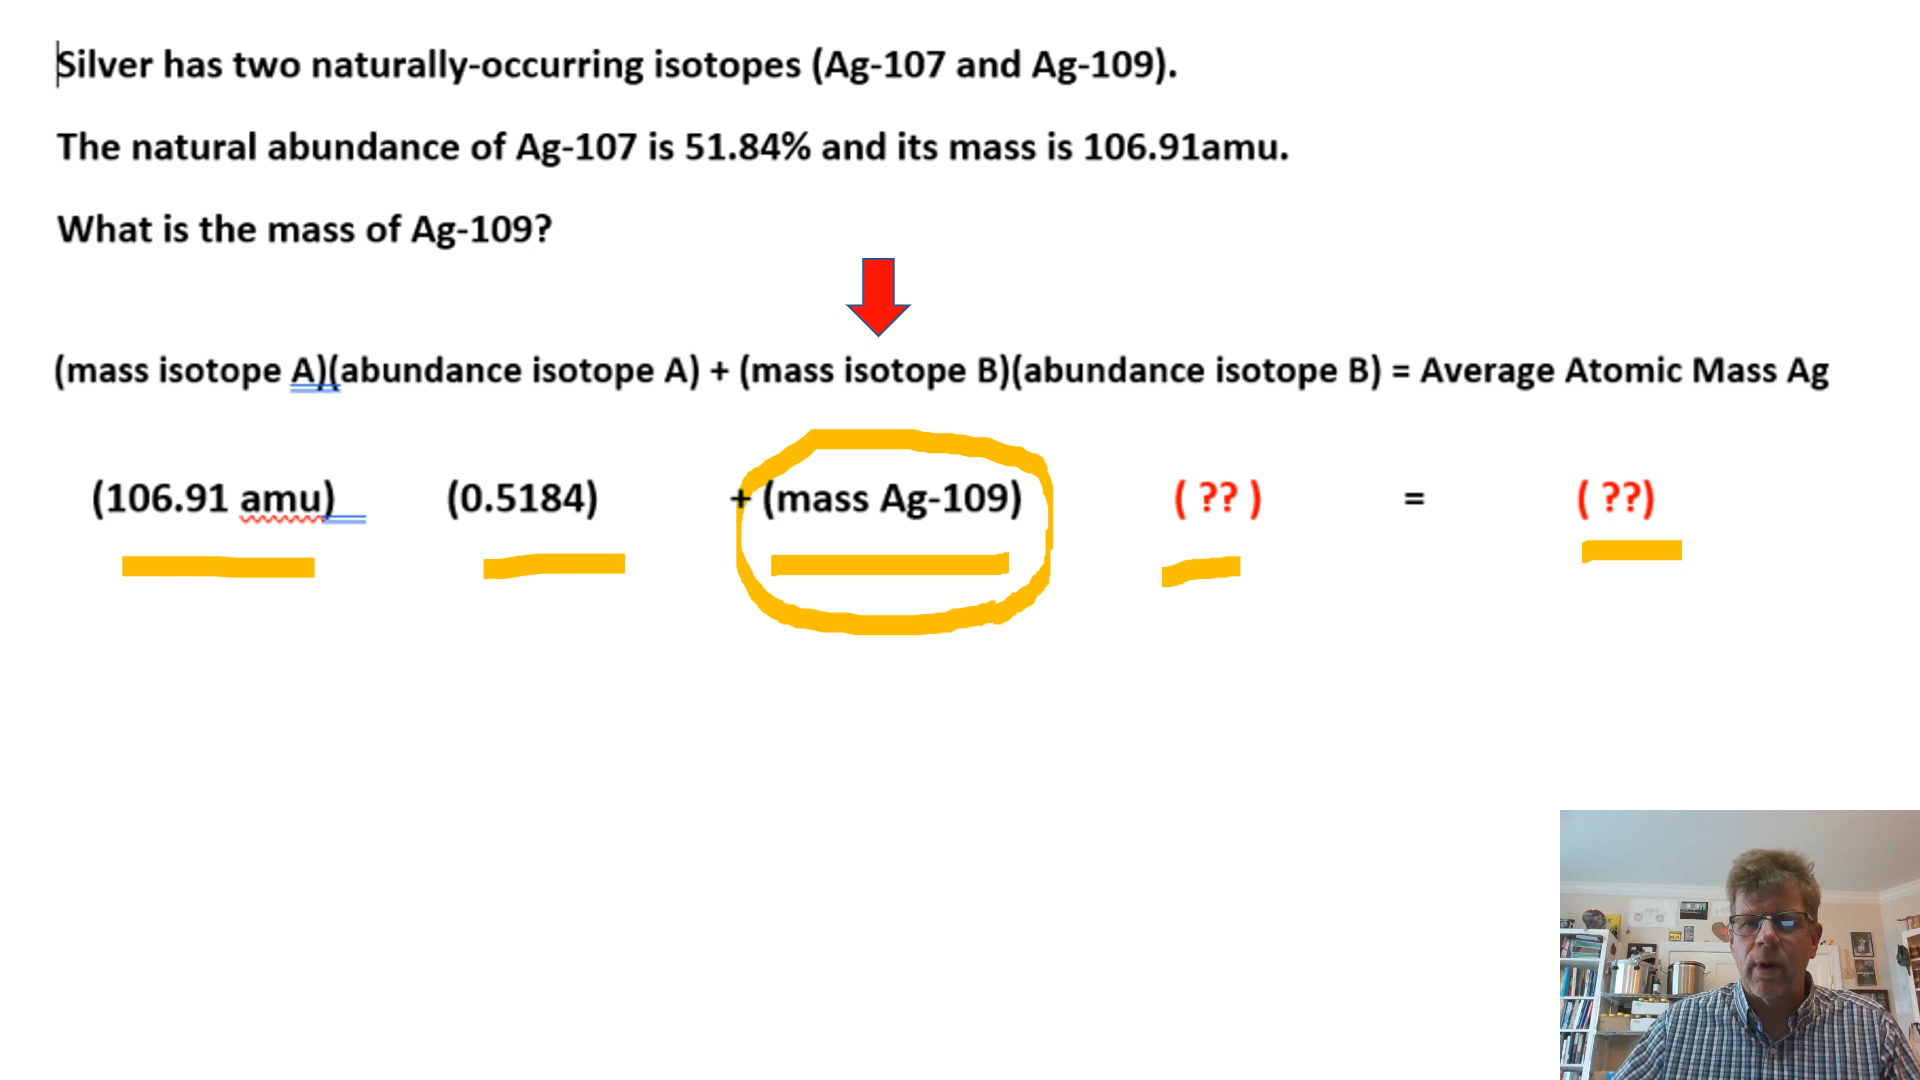 Silver has two naturally-occurring isotopes (Ag-107 and Ag-109).
The natural abundance of Ag-107 is 51.84% and its mass is 106.91amu.
What is the mass of Ag-109?
(mass isotope A)(abundance isotope A) + (mass isotope B)(abundance isotope B) = Average Atomic Mass Ag
(106.91 amu) (0.5184) + (mass Ag-109) ( ?? ) = ( ??)